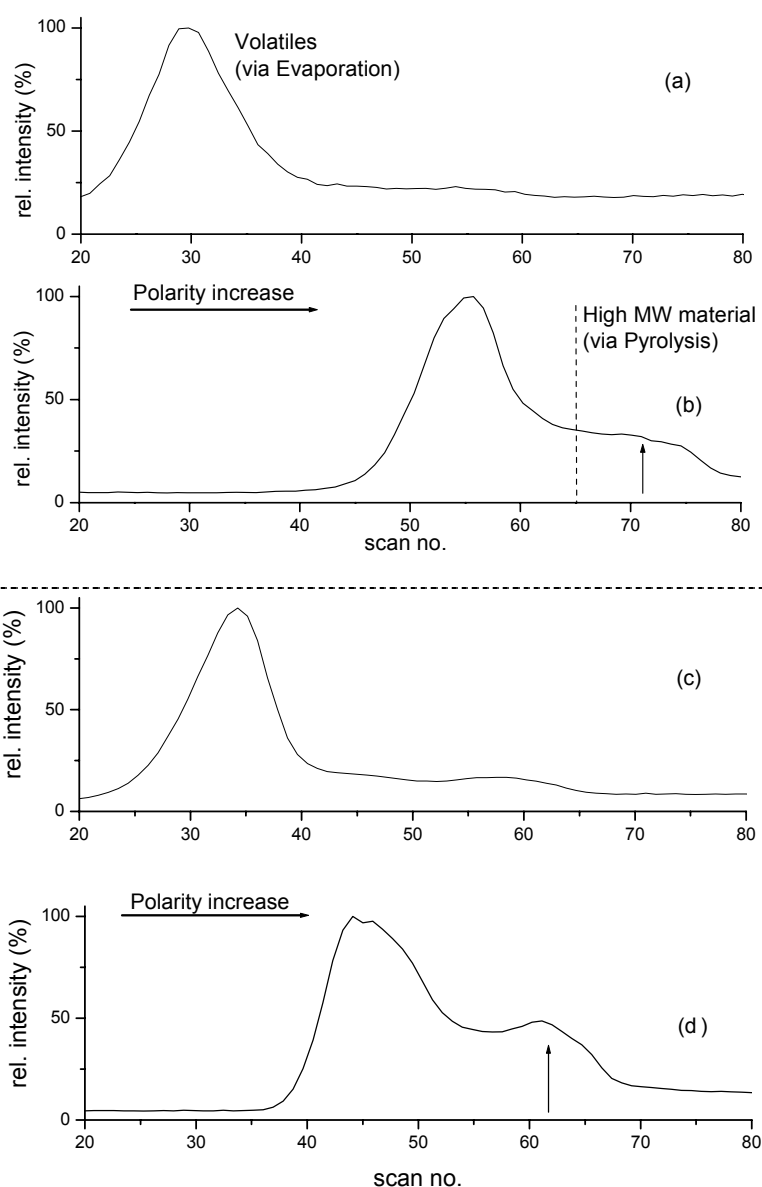 100
50
0
rel. intensity (%)
Volatiles
(via Evaporation)
(a)
20 30 40 50 60 70 80
100
50
0
rel. intensity (%)
Polarity increase
High MW material
(via Pyrolysis)
(b)
20 30 40 50 60 70 80
scan no.
100
50
0
rel. intensity (%)
(c)
20 30 40 50 60 70 80
100
50
0
rel. intensity (%)
Polarity increase
(d )
20 30 40 50 60 70 80
scan no.